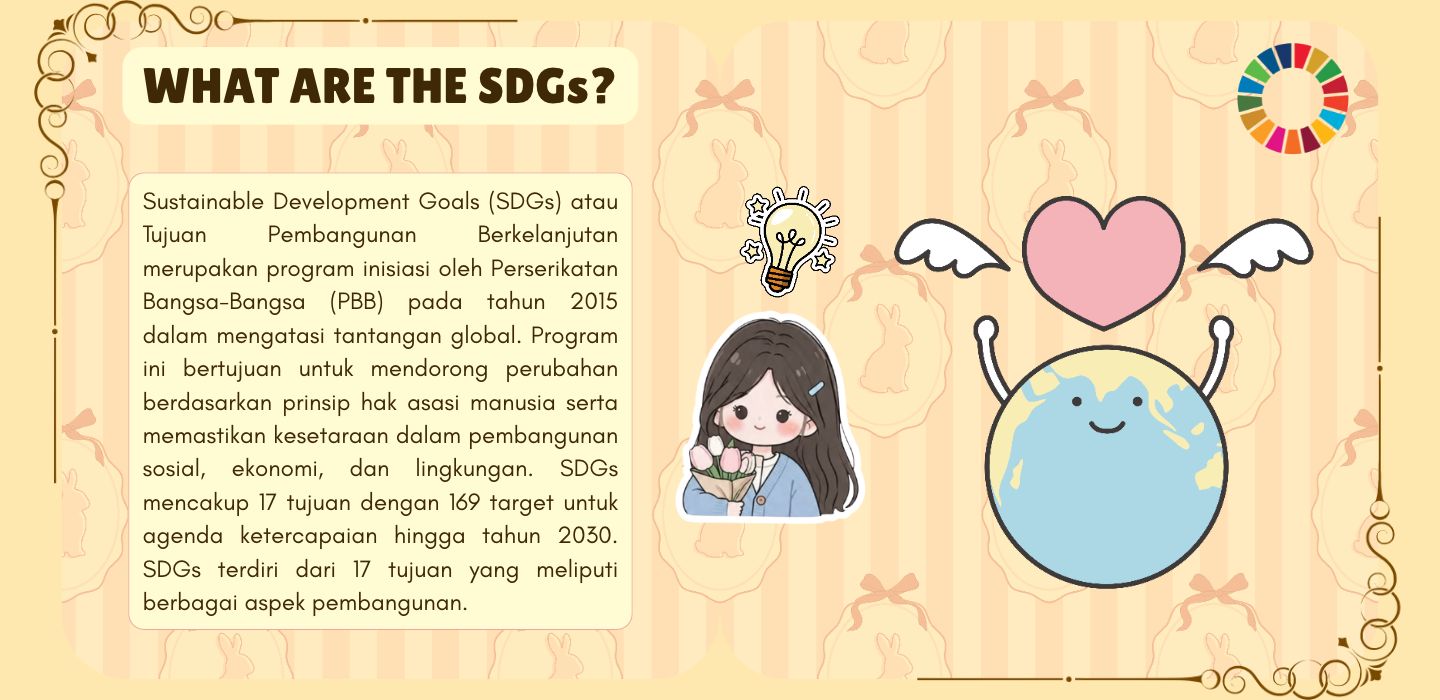 WHAT ARE THE SDGs?
Sustainable Development Goals (SDGs) atau
Tujuan Pembangunan Berkelanjutan
merupakan program inisiasi oleh Perserikatan
Bangsa-Bangsa (PBB) pada tahun 2015
dalam mengatasi tantangan global. Program
ini bertujuan untuk mendorong perubahan
berdasarkan prinsip hak asasi manusia serta
memastikan kesetaraan dalam pembangunan
sosial, ekonomi, dan lingkungan. SDGs
mencakup 17 tujuan dengan 169 target untuk
agenda ketercapaian hingga tahun 2030.
SDGs terdiri dari 17 tujuan yang meliputi
berbagai aspek pembangunan.